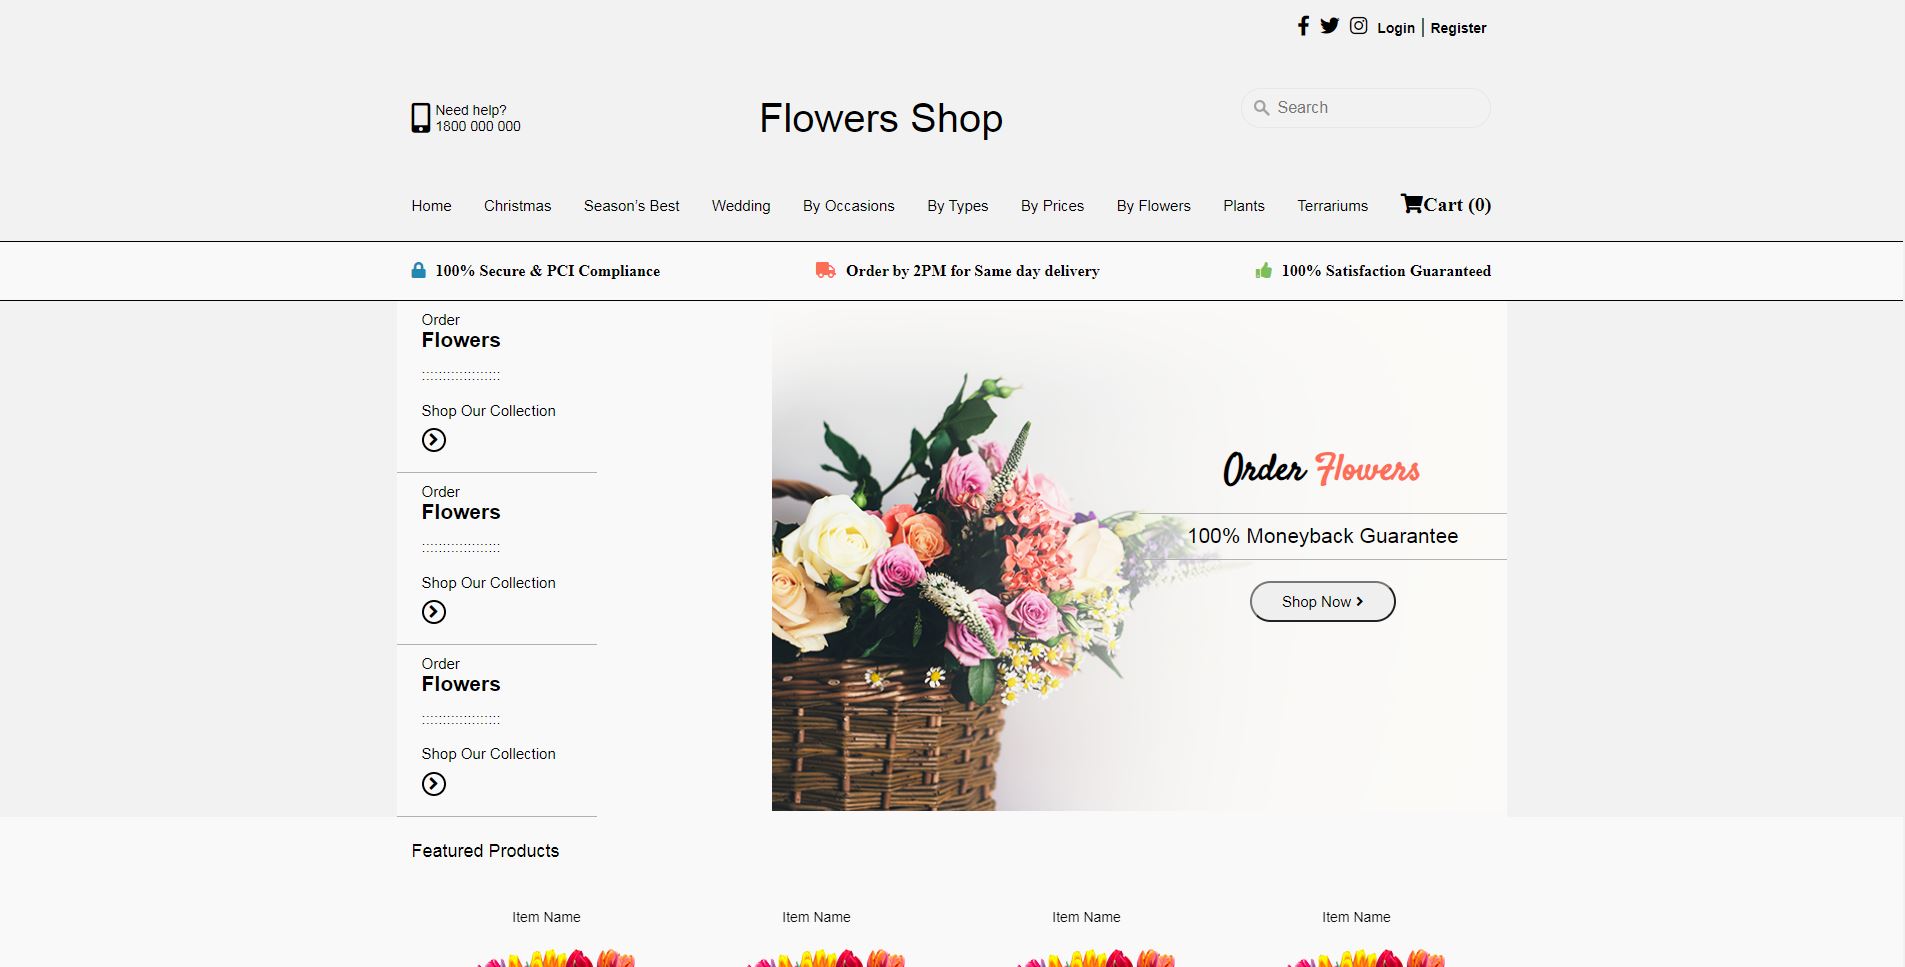 Login | Register
Need help?
1800 000 000
Flowers Shop
Search
Home Christmas Season’s Best Wedding By Occasions By Types By Prices By Flowers Plants Terrariums Cart (0)
100% Secure & PCI Compliance Order by 2PM for Same day delivery 100% Satisfaction Guaranteed
Order
Flowers
:::::::::::::::::::
Shop Our Collection
Order
Flowers
:::::::::::::::::::
Shop Our Collection
Order
Flowers
:::::::::::::::::::
Shop Our Collection
Order Flowers
100% Moneyback Guarantee
Shop Now
Featured Products
Item Name Item Name Item Name Item Name